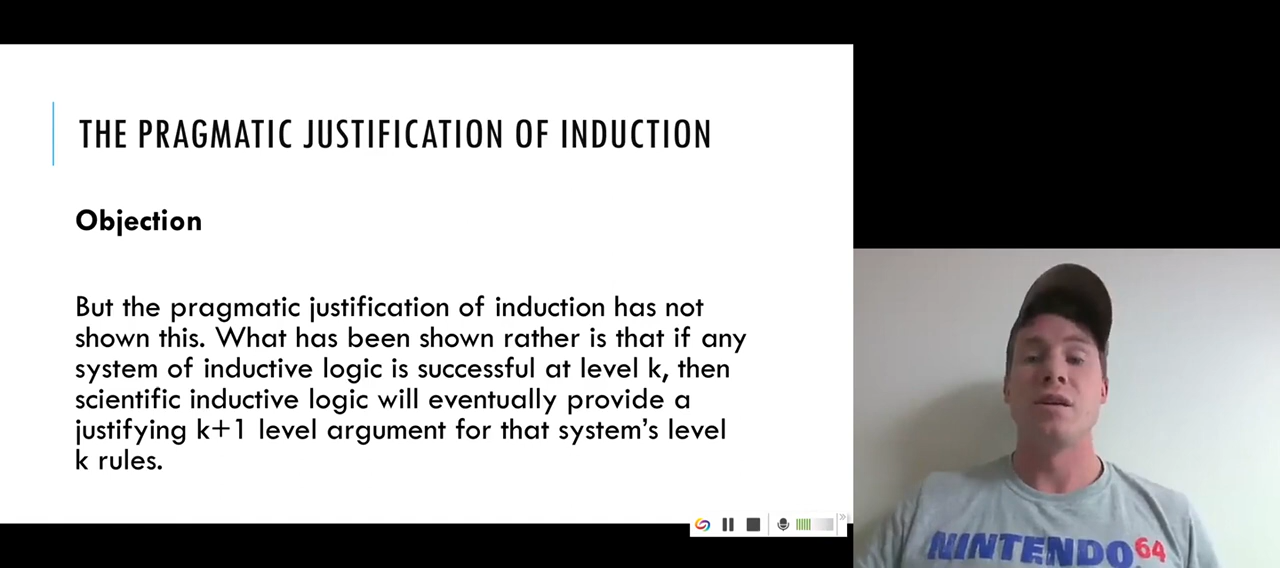 THE PRAGMATIC JUSTIFICATION OF INDUCTION
Objection
But the pragmatic justification of induction has not
shown this. What has been shown rather is that if any
system of inductive logic is successful at level k, then
scientific inductive logic will eventually provide a
justifying k+1 level argument for that system's level
k rules.
NINTENDO64